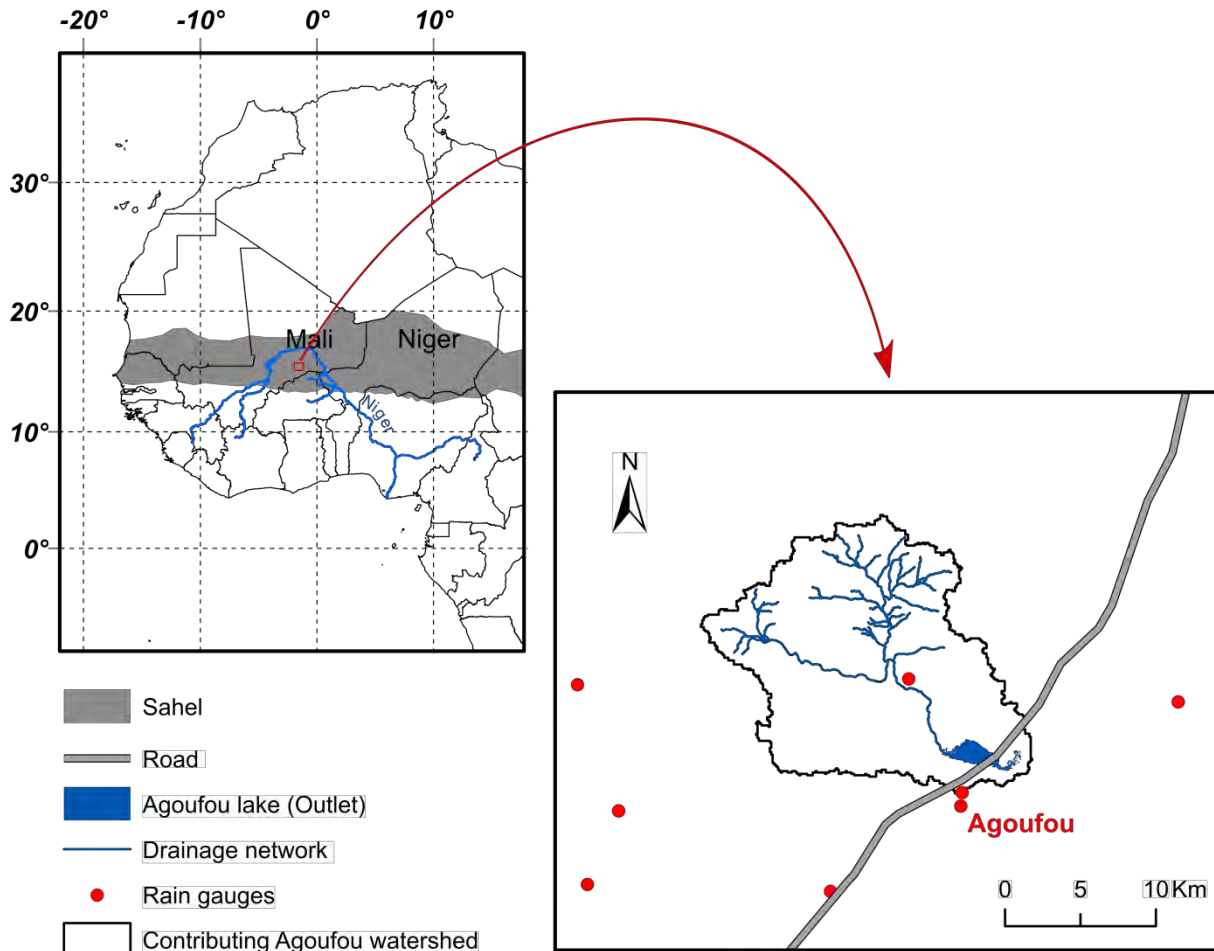 -20° -10° 0° 10°
30°
20°
10°
0°
Mali
Niger
Niger
Sahel
Road
Agoufou lake (Outlet)
Drainage network
Rain gauges
Contributing Agoufou watershed
N
Agoufou
0 5 10 Km